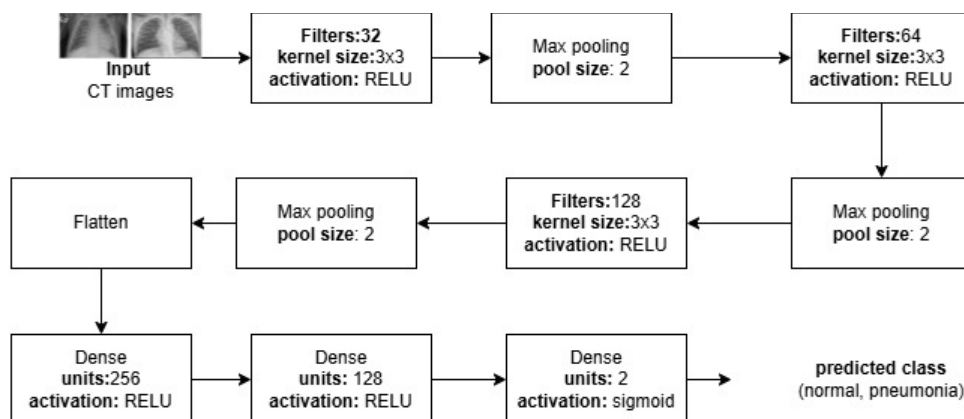 Input
CT images
Filters:32
kernel size:3x3
activation: RELU
Max pooling
pool size: 2
Filters:64
kernel size:3x3
activation: RELU
Max pooling
pool size: 2
Filters:128
kernel size:3x3
activation: RELU
Max pooling
pool size: 2
Flatten
Dense
units:256
activation: RELU
Dense
units: 128
activation: RELU
Dense
units: 2
activation: sigmoid
predicted class
(normal, pneumonia)